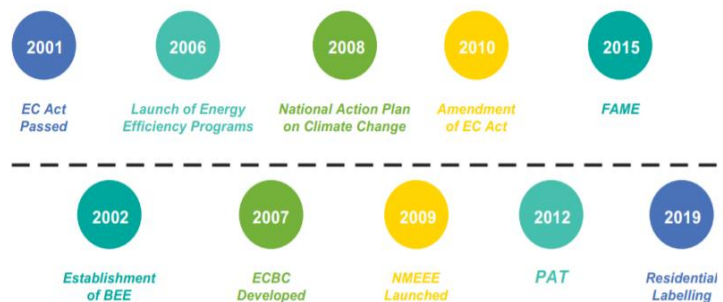 2001
2006
2008
2010
2015
EC Act
Passed
Launch of Energy
Efficiency Programs
National Action Plan
on Climate Change
Amendment
of EC Act
FAME
2002
2007
2009
2012
2019
Establishment
of BEE
ECBC
Developed
NMEEE
Launched
PAT
Residential
Labelling